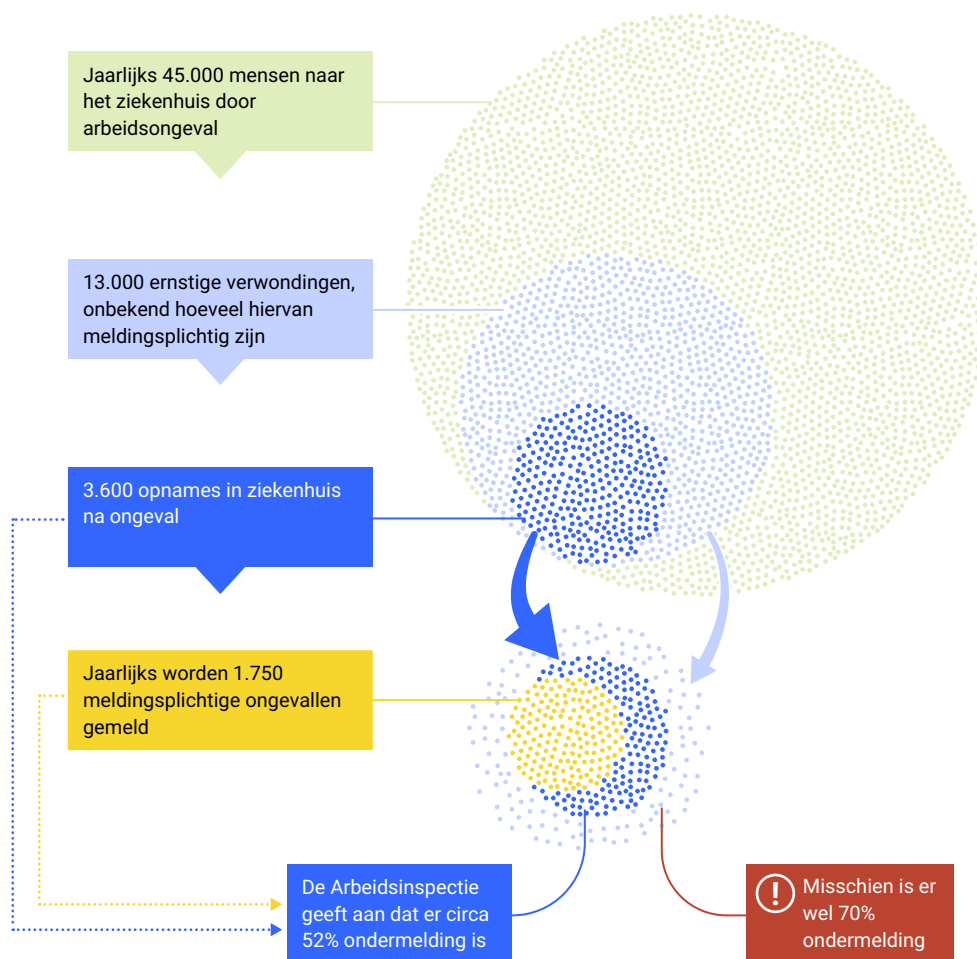 Jaarlijks 45.000 mensen naar
het ziekenhuis door
arbeidsongeval
13.000 ernstige verwondingen,
onbekend hoeveel hiervan
meldingsplichtig zijn
3.600 opnames in ziekenhuis
na ongeval
Jaarlijks worden 1.750
meldingsplichtige ongevallen
gemeld
De Arbeidsinspectie
geeft aan dat er circa
52% ondermelding is
!
Misschien is er
wel 70%
ondermelding